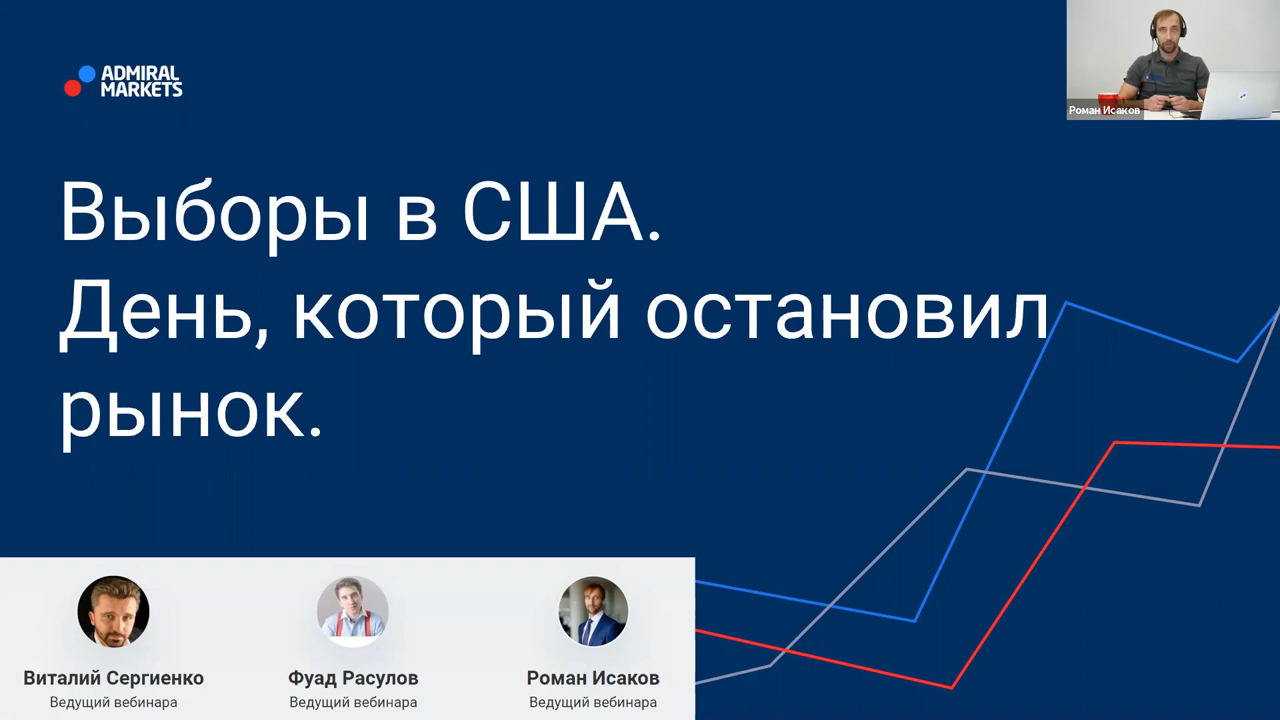 ADMIRAL
MARKETS
Роман Исаков
Выборы в США.
День, который остановил
рынок.
Виталий Сергиенко
Ведущий вебинара
Фуад Расулов
Ведущий вебинара
Роман Исаков
Ведущий вебинара